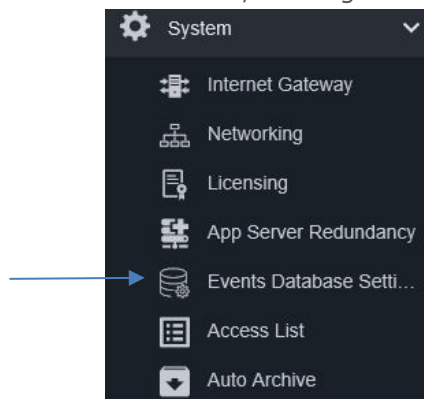 System
Internet Gateway
Networking
Licensing
App Server Redundancy
Events Database Setti...
Access List
Auto Archive